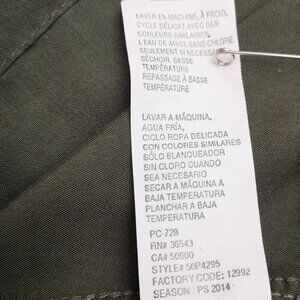 LAVER EN MACHINE, À FROID,
CYCLE DÉLICAT, AVEC DES
COULEURS SIMILAIRES.
L'EAU DE JAVEL SANS CHLORE
SEULEMENT SI NECESSAIRE
SÉCHOIR: BASSE
TEMPÉRATURE
REPASSAGE À BASSE
TEMPÉRATURE
LAVAR A MÁQUINA,
AGUA FRÍA,
CICLO ROPA DELICADA
CON COLORES SIMILARES
SÓLO BLANQUEADOR
SIN CLORO CUANDO
SEA NECESARIO
SECAR A MÁQUINA A
BAJA TEMPERATURA
PLANCHAR A BAJA
TEMPERATURA
PC-728
RN# 36543
CA# 50900
STYLE# 50P4295
FACTORY CODE: 12992
SEASON : PS 2014